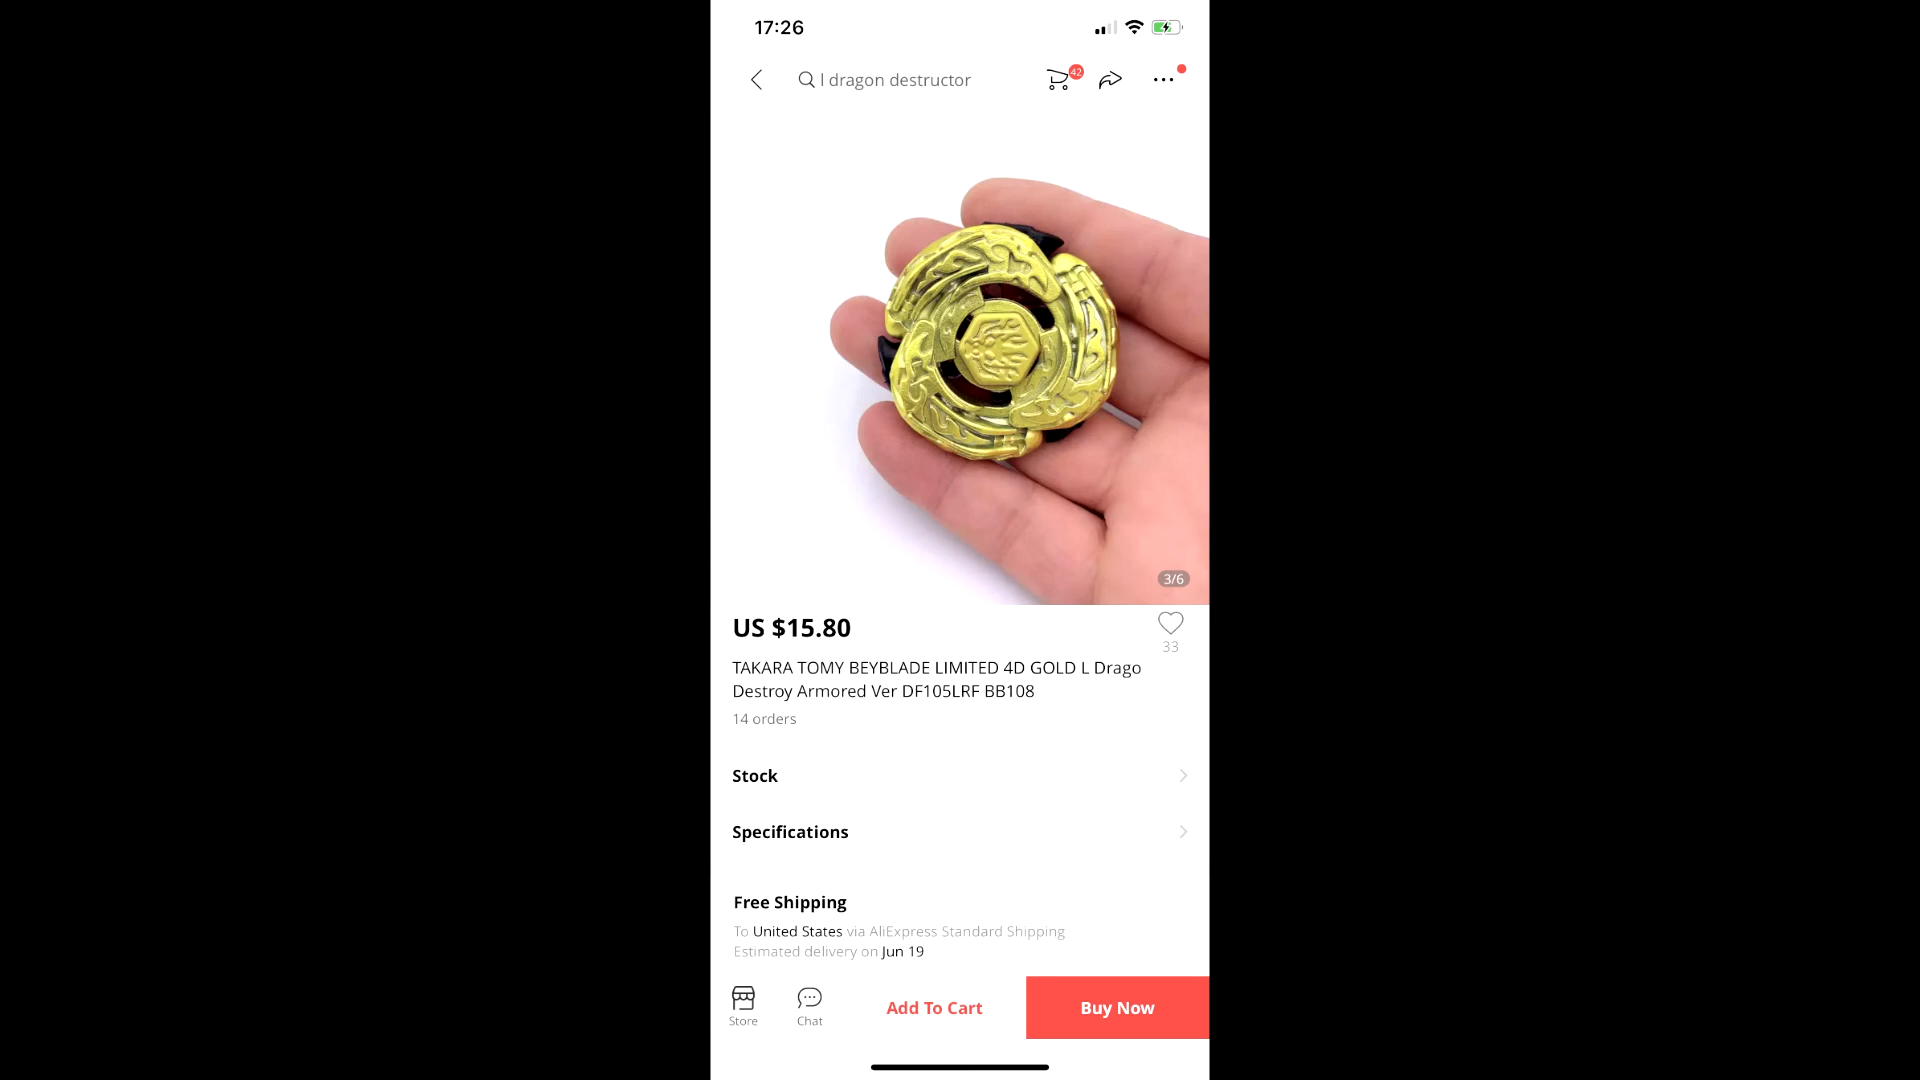 17:26
l dragon destructor
42
3/6
US $15.80
33
TAKARA TOMY BEYBLADE LIMITED 4D GOLD L Drago
Destroy Armored Ver DF105LRF BB108
14 orders
Stock
Specifications
Free Shipping
To United States via AliExpress Standard Shipping
Estimated delivery on Jun 19
Store
Chat
Add To Cart
Buy Now